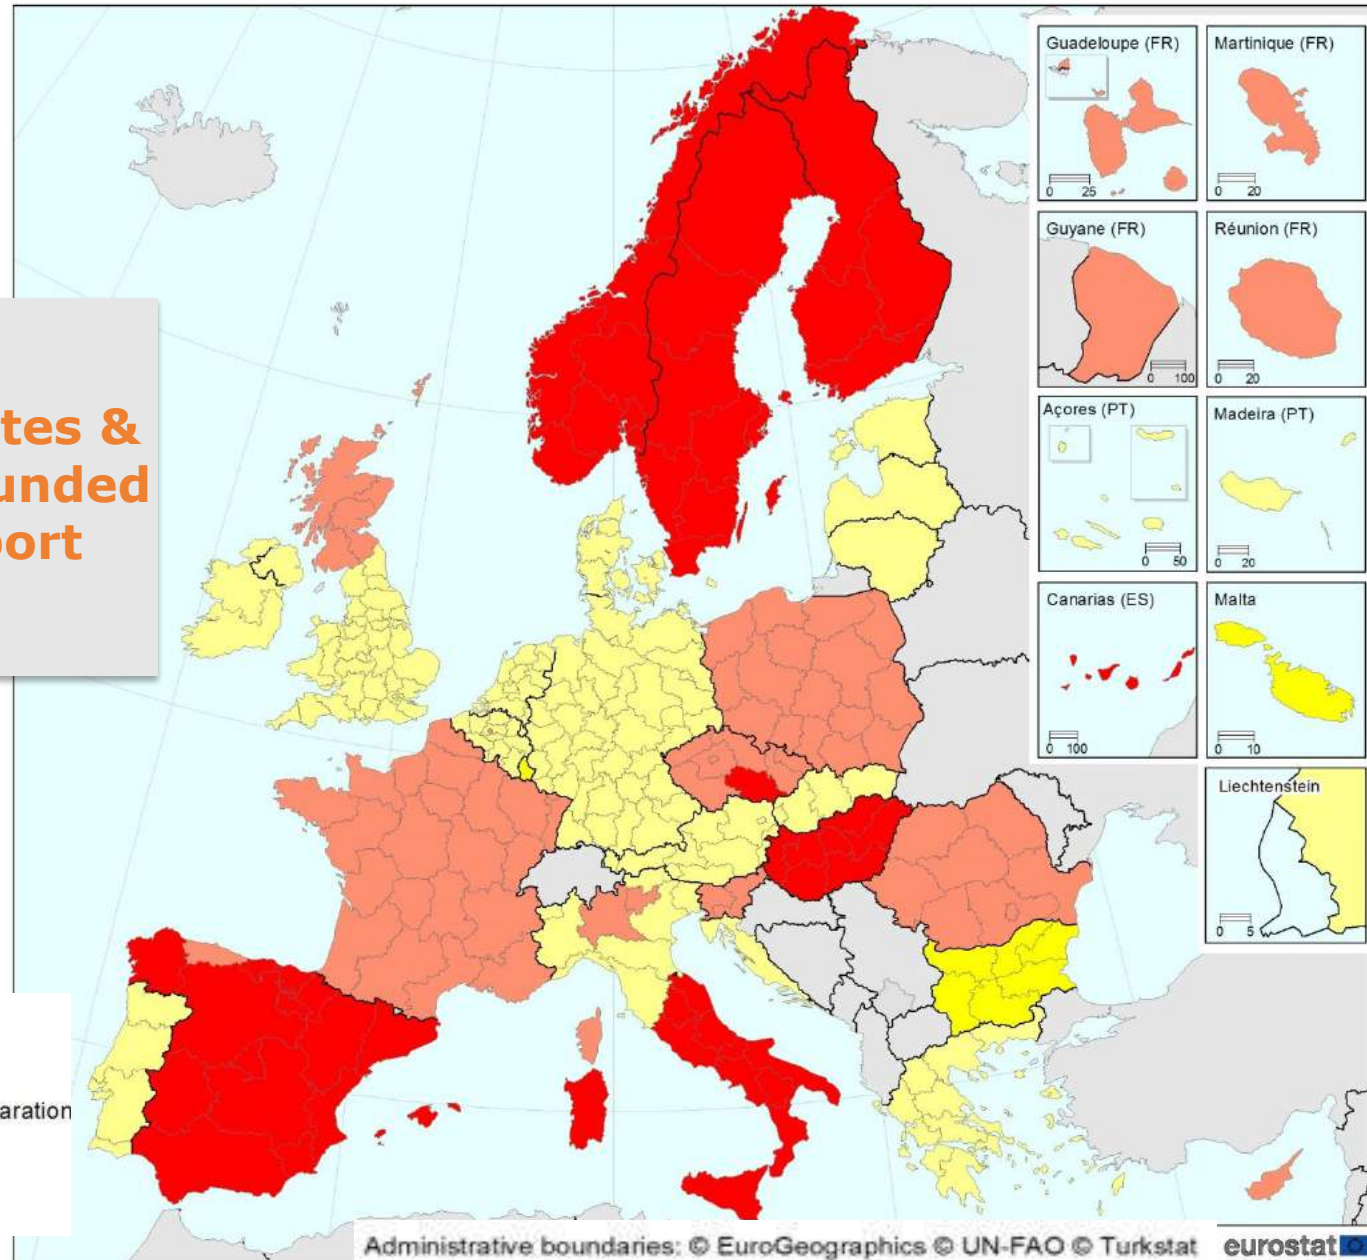 Guadeloupe (FR)
0 25
Martinique (FR)
0 20
Guyane (FR)
0 100
Réunion (FR)
0 20
tes &
unded
port
Açores (PT)
0 50
Madeira (PT)
0 20
Canarias (ES)
0 100
Malta
0 10
Liechtenstein
0 5
aration
Administrative boundaries: © EuroGeographics © UN-FAO © Turkstat
eurostat